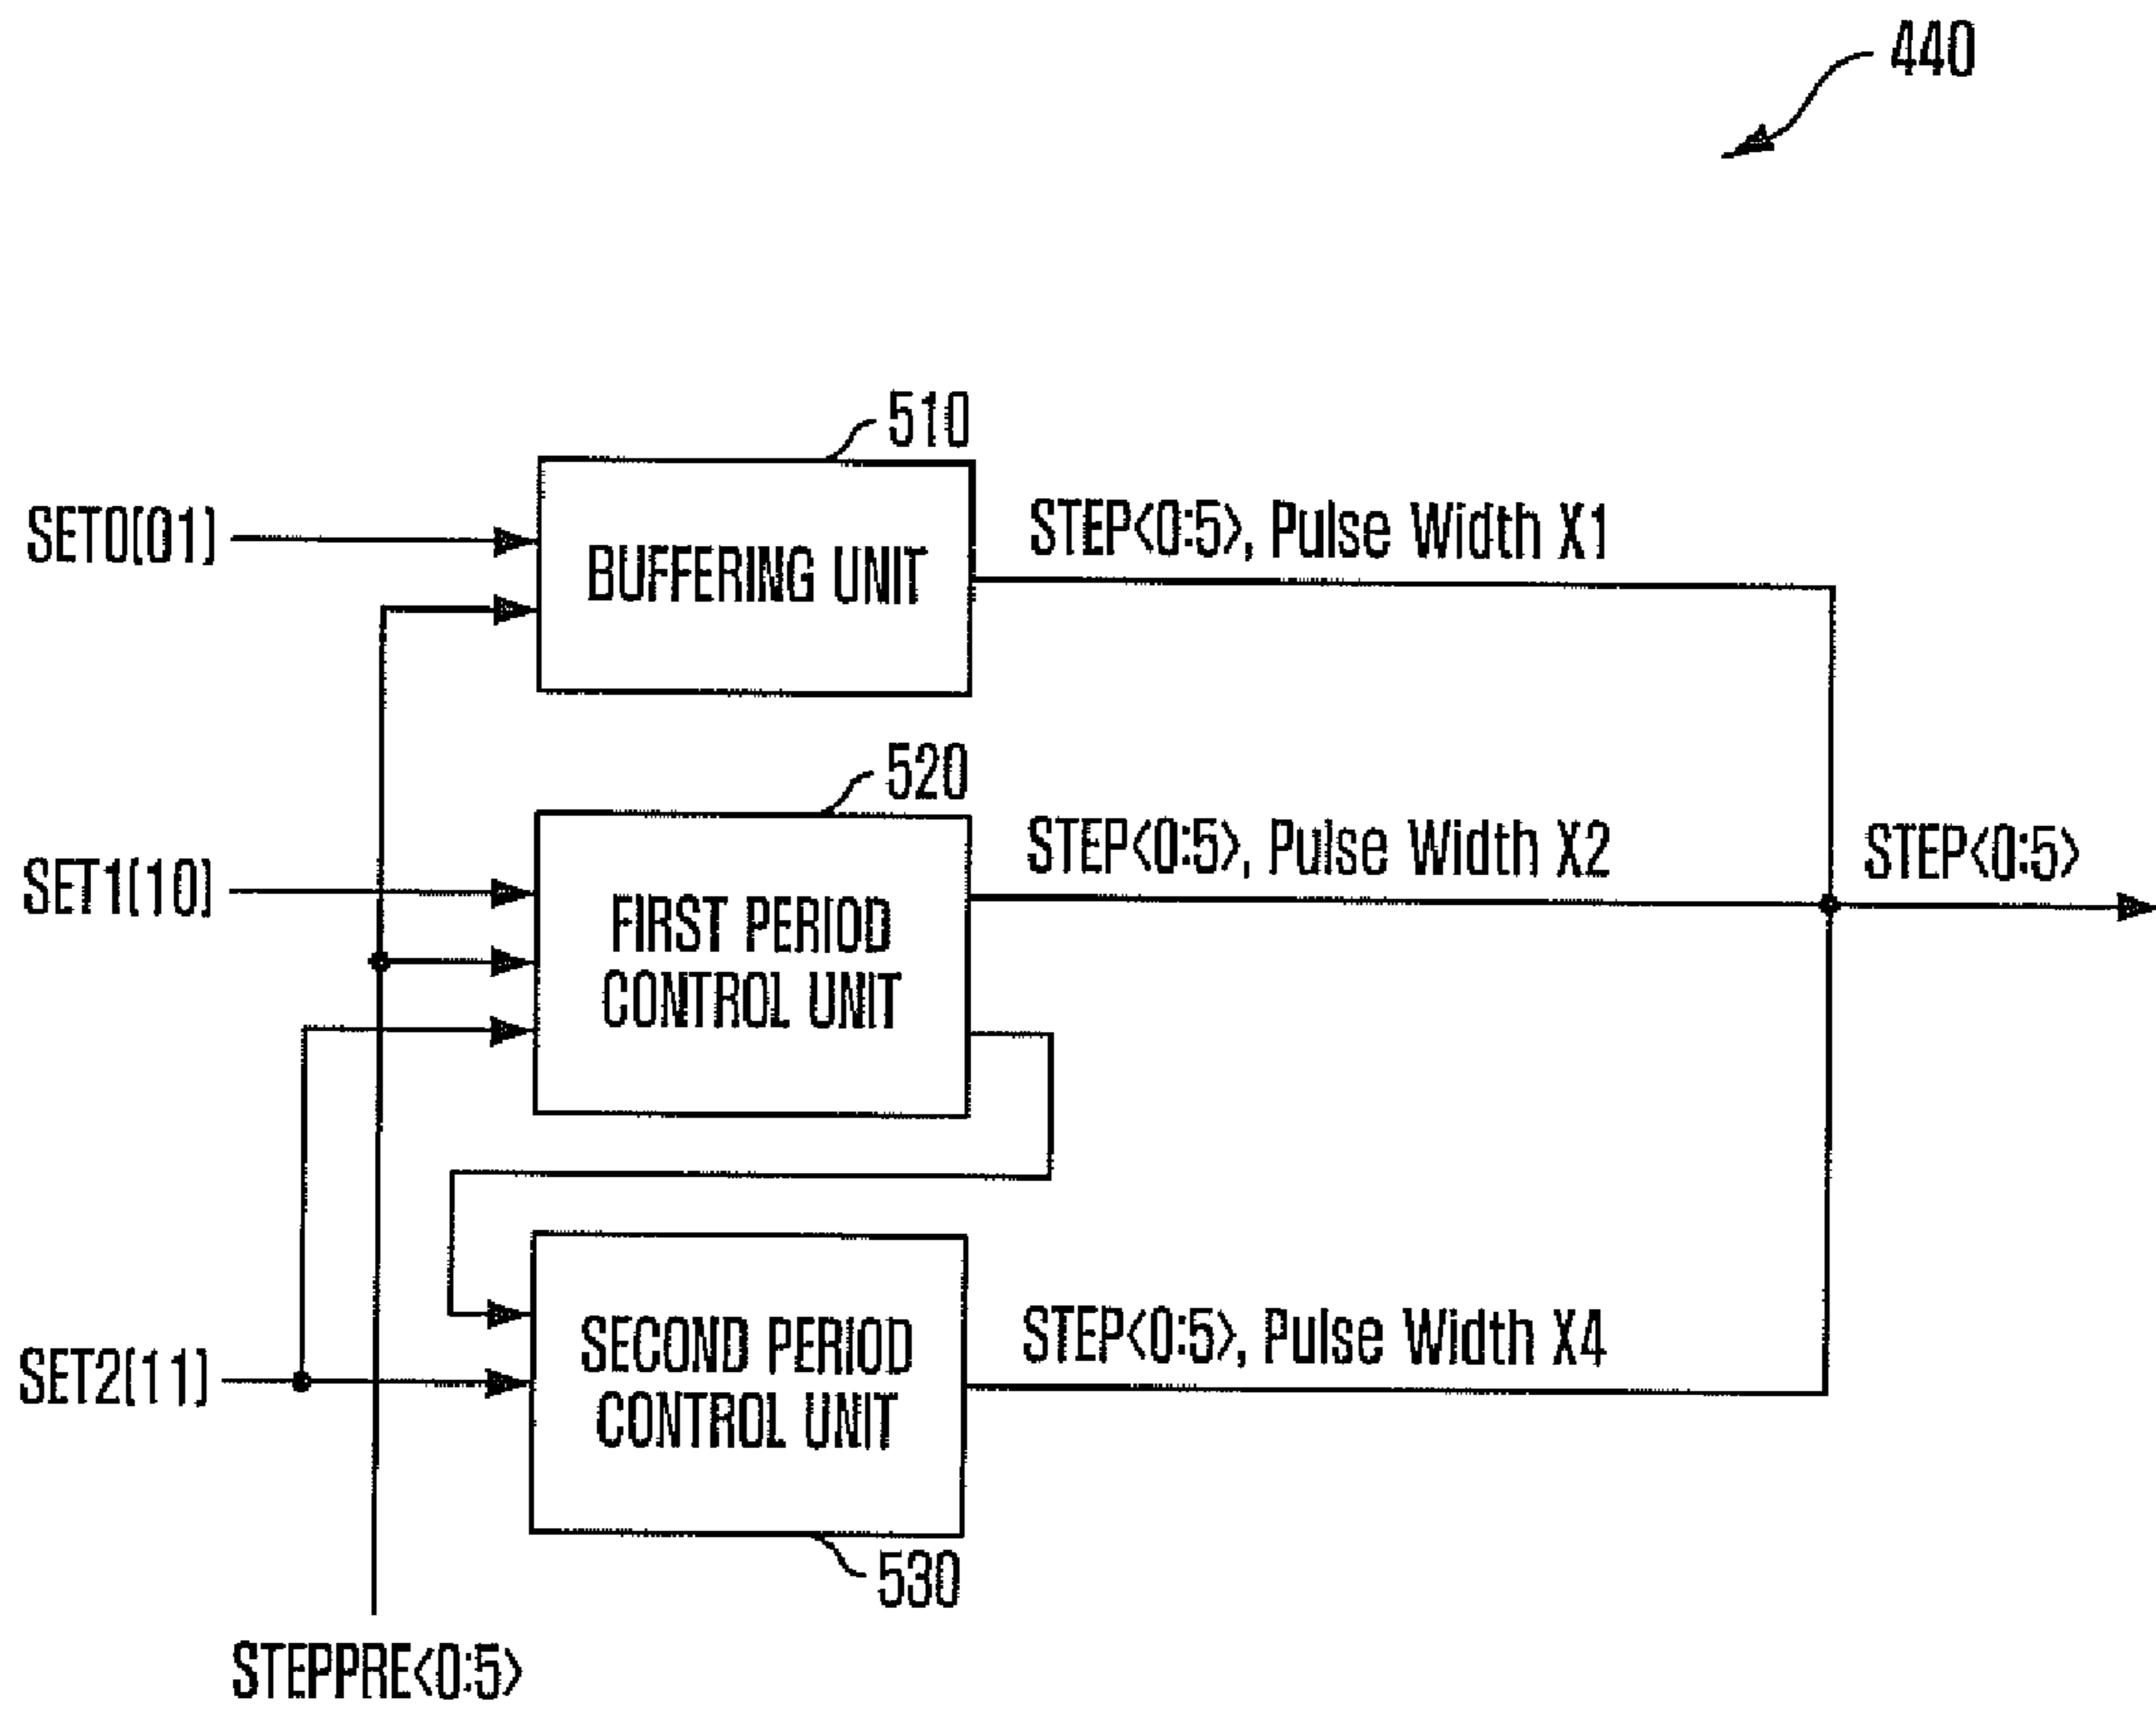 440
510
SET0(01)
BUFFERING UNIT
STEP<0:5>, Pulse Width X1
520
SET1(10)
FIRST PERIOD
CONTROL UNIT
STEP<0:5>, Pulse Width X2
STEP<0:5>
SET2(11)
SECOND PERIOD
CONTROL UNIT
STEP<0:5>, Pulse Width X4
530
STEPPRE<0:5>